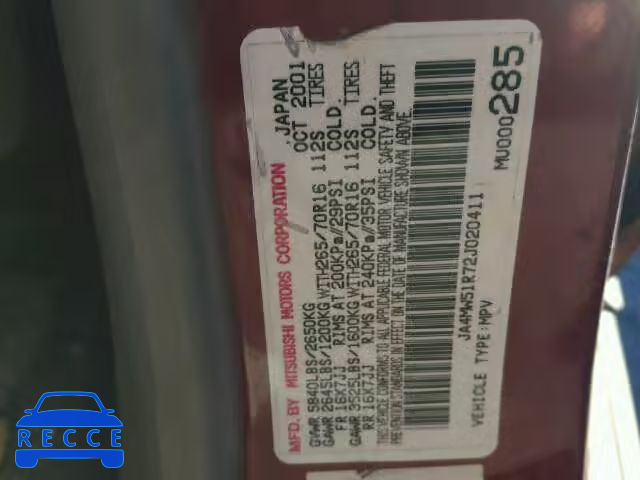 MFD. BY MITSUBISHI MOTORS CORPORATION, JAPAN
GVWR 5840LBS/2650KG OCT 2001
GAWR 2645LBS/1200KG WITH265/70R16 112S TIRES
FR 16X7JJ RIMS AT 200KPa//29PSI COLD.
GAWR 3525LBS/1600KG WITH265/70R16 112S TIRES
RR 16X7JJ RIMS AT 240KPa//35PSI COLD.
THIS VEHICLE CONFORMS TO ALL APPLICABLE FEDERAL MOTOR VEHICLE SAFETY AND THEFT
PREVENTION STANDARDS IN EFFECT ON THE DATE OF MANUFACTURE SHOWN ABOVE.
JA4MW51R72J020411
VEHICLE TYPE:MPV MU000285
RECCE